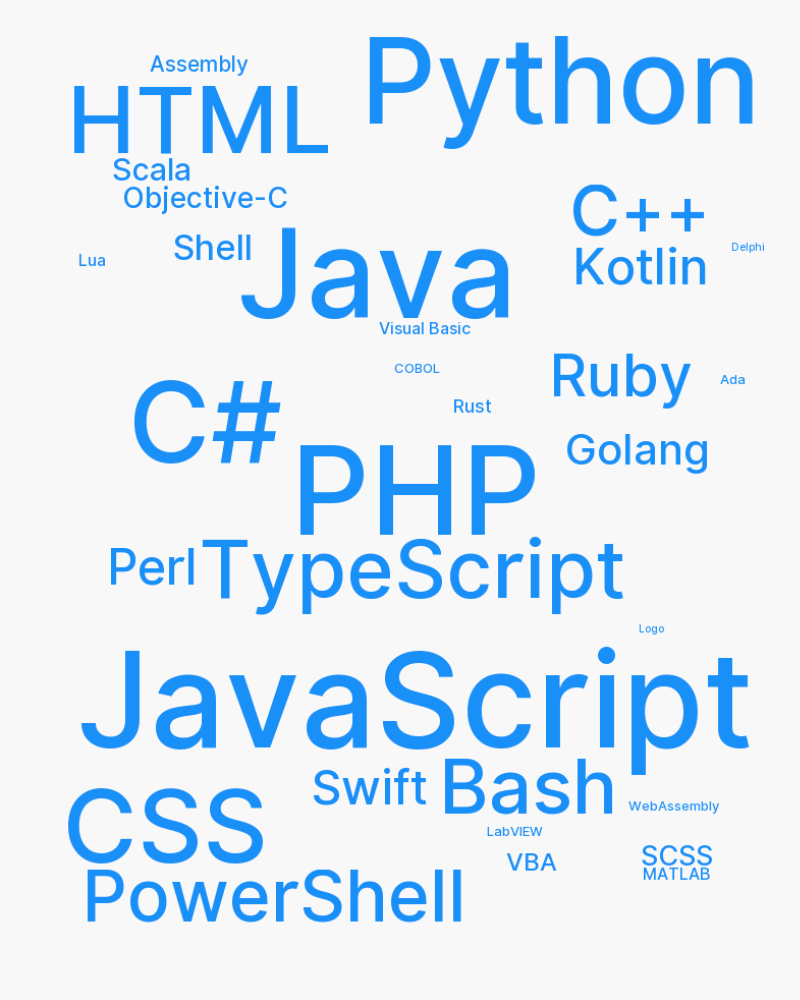 Python
Assembly
HTML
Scala
Objective-C
C++
Shell
Java
Delphi
Lua
Kotlin
Visual Basic
COBOL
Ruby
Ada
C#
Rust
Golang
PHP
Perl
TypeScript
Logo
JavaScript
Swift
Bash
WebAssembly
CSS
LabVIEW
VBA
SCSS
MATLAB
PowerShell